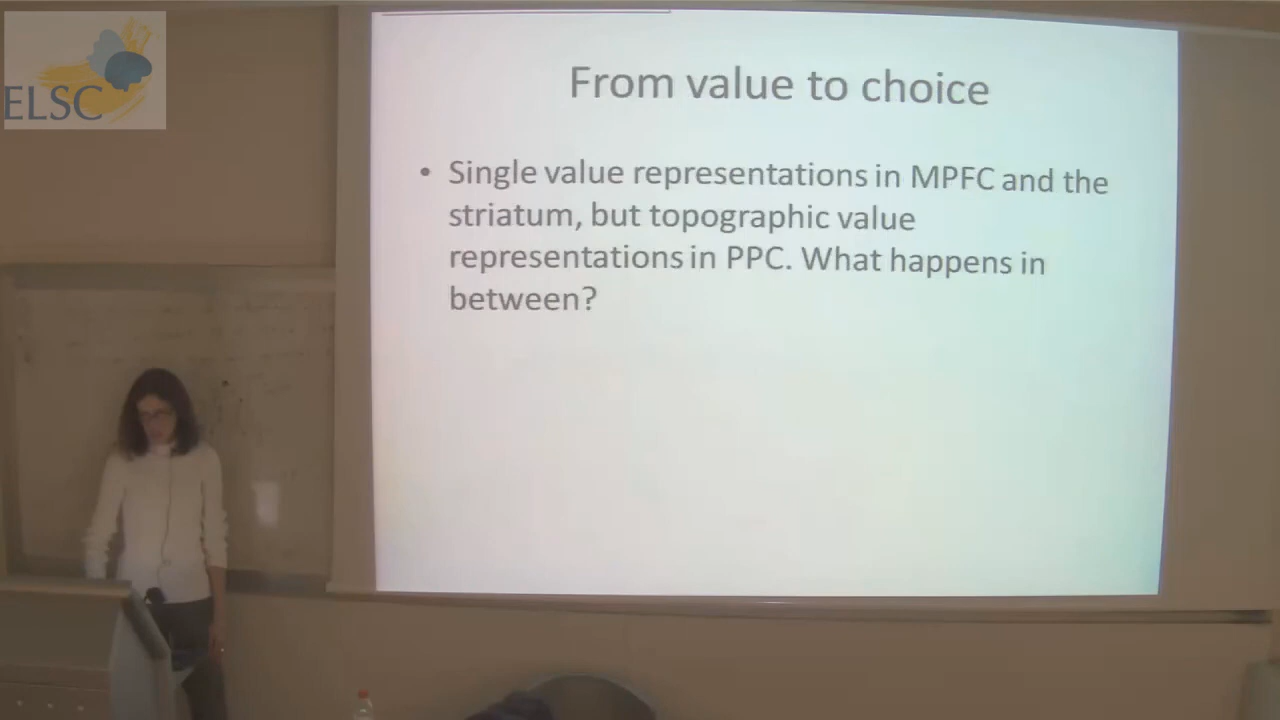 ELSC
From value to choice
• Single value representations in MPFC and the
striatum, but topographic value
representations in PPC. What happens in
between?